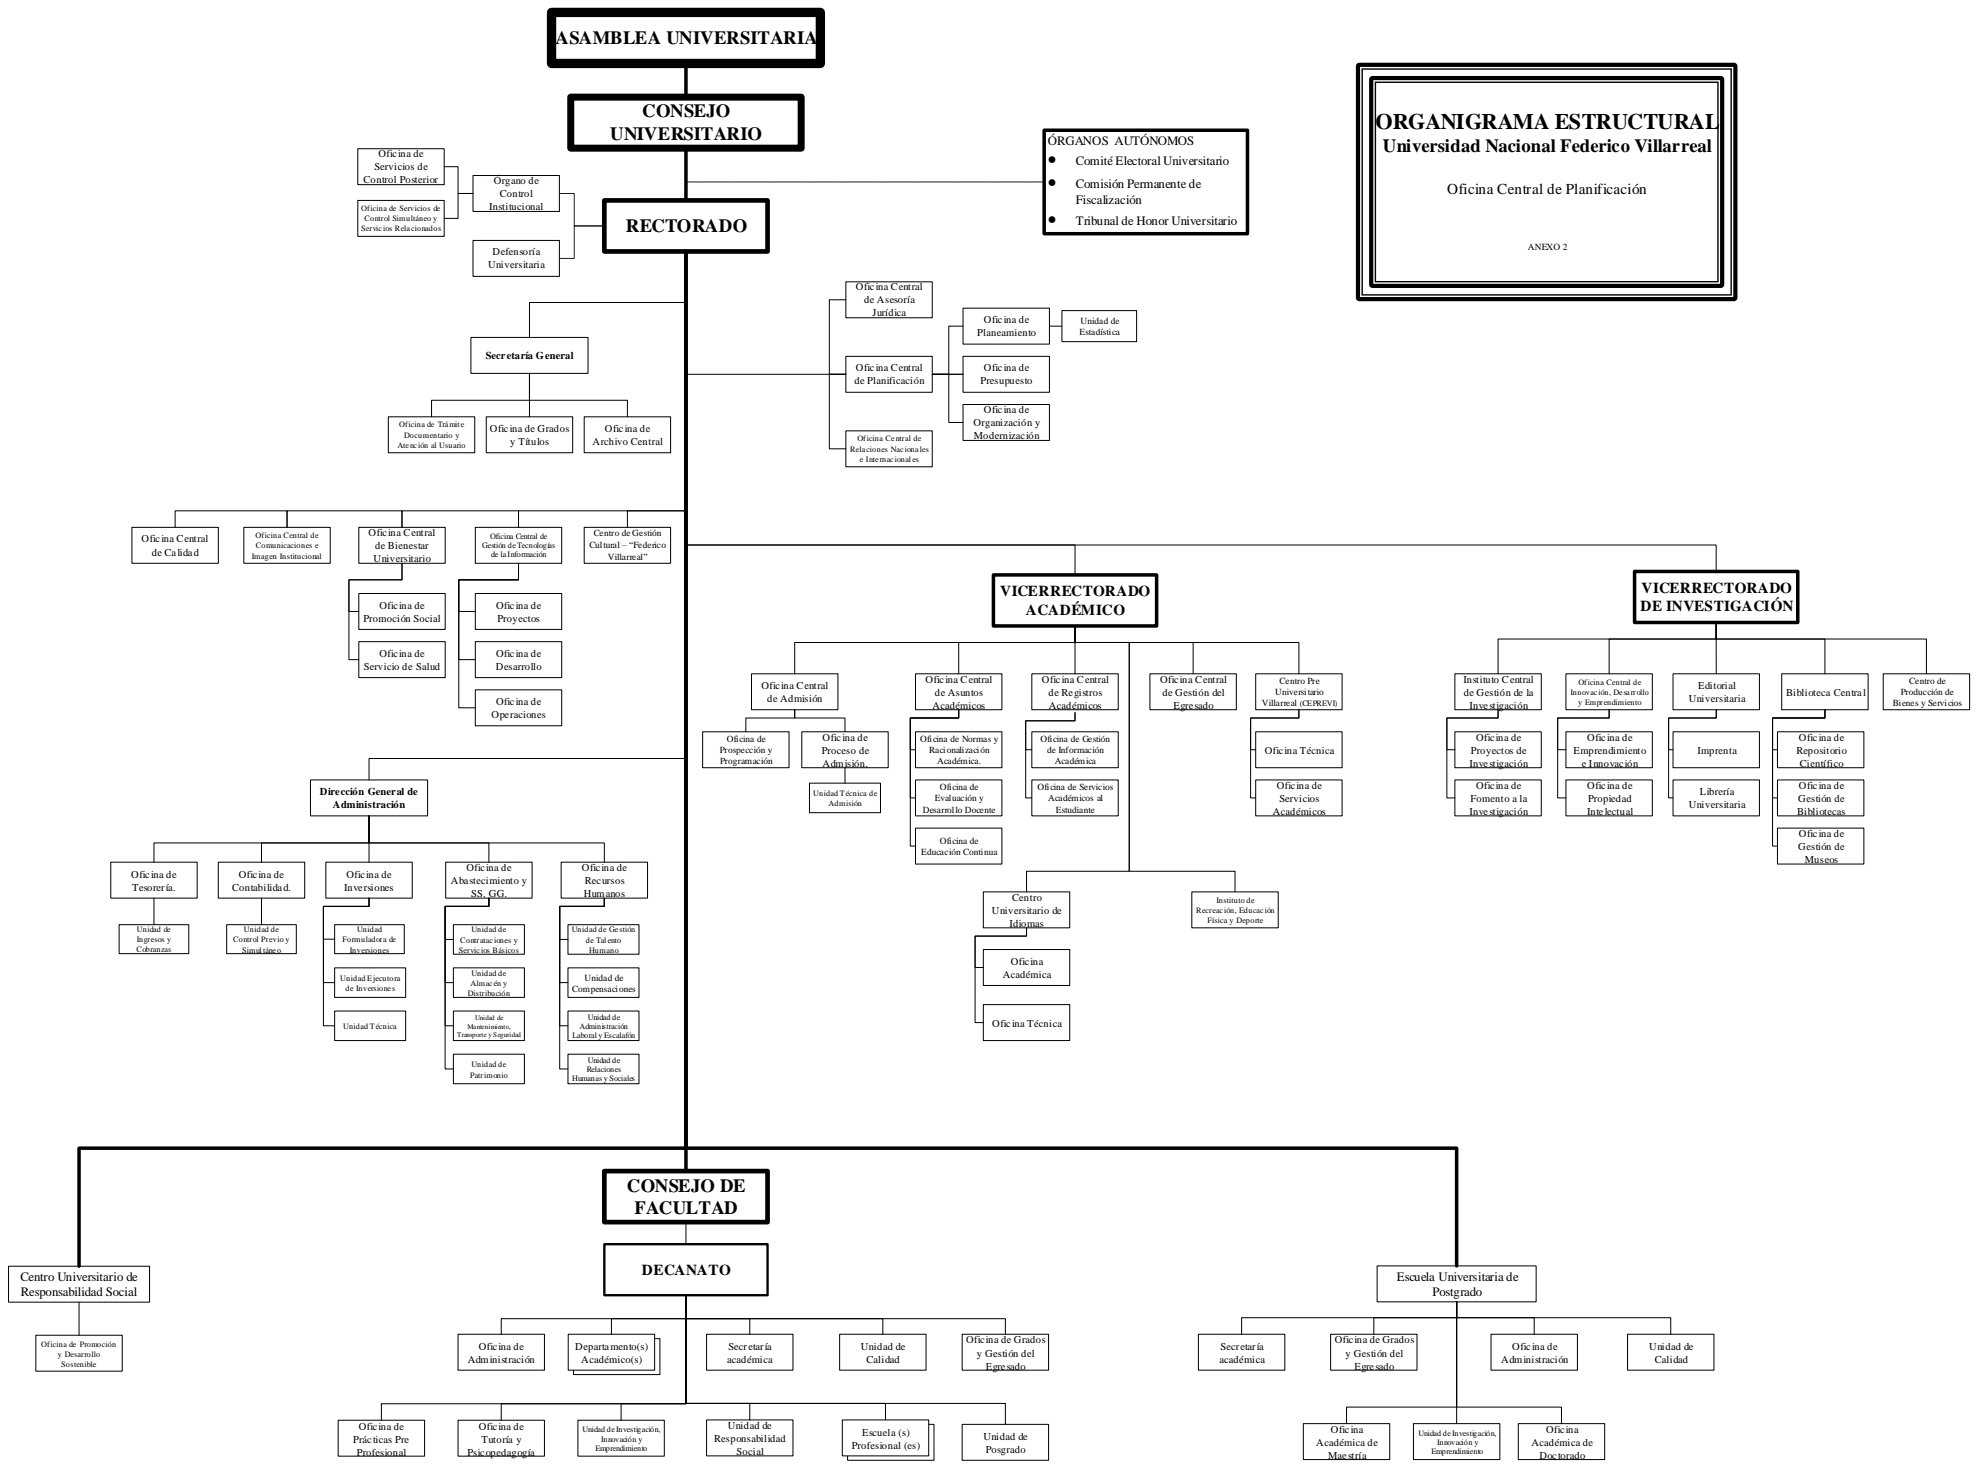 ASAMBLEA UNIVERSITARIA
CONSEJO
UNIVERSITARIO
ORGANIGRAMA ESTRUCTURAL
Universidad Nacional Federico Villarreal
Oficina Central de Planificación
ANEXO 2
ÓRGANOS AUTÓNOMOS
● Comité Electoral Universitario
● Comisión Permanente de
Fiscalización
● Tribunal de Honor Universitario
Oficina de
Servicios de
Control Posterior
Oficina de Servicios de
Control Simultáneo y
Servicios Relacionados
Órgano de
Control
Institucional
Defensoría
Universitaria
RECTORADO
Secretaría General
Oficina de Trámite
Documentario y
Atención al Usuario
Oficina de Grados
y Títulos
Oficina de
Archivo Central
Oficina Central
de Asesoría
Jurídica
Oficina Central
de Planificación
Oficina Central de
Relaciones Nacionales
e Internacionales
Oficina de
Planeamiento
Unidad de
Estadística
Oficina de
Presupuesto
Oficina de
Organización y
Modernización
Oficina Central
de Calidad
Oficina Central de
Comunicaciones e
Imagen Institucional
Oficina Central
de Bienestar
Universitario
Oficina Central de
Gestión de Tecnologías
de la Información
Centro de Gestión
Cultural – “Federico
Villarreal”
Oficina de
Promoción Social
Oficina de
Servicio de Salud
Oficina de
Proyectos
Oficina de
Desarrollo
Oficina de
Operaciones
VICERRECTORADO
ACADÉMICO
Oficina Central
de Admisión
Oficina Central
de Asuntos
Académicos
Oficina Central
de Registros
Académicos
Oficina Central
de Gestión del
Egresado
Centro Pre
Universitario
Villarreal (CEPREVI)
Oficina de
Prospección y
Programación
Oficina de
Proceso de
Admisión.
Unidad Técnica de
Admisión
Oficina de Normas y
Racionalización
Académica.
Oficina de
Evaluación y
Desarrollo Docente
Oficina de
Educación Continua
Oficina de Gestión
de Información
Académica
Oficina de Servicios
Académicos al
Estudiante
Oficina Técnica
Oficina de
Servicios
Académicos
Centro
Universitario de
Idiomas
Instituto de
Recreación, Educación
Física y Deporte
Oficina
Académica
Oficina Técnica
VICERRECTORADO
DE INVESTIGACIÓN
Instituto Central
de Gestión de la
Investigación
Oficina Central de
Innovación, Desarrollo
y Emprendimiento
Editorial
Universitaria
Biblioteca Central
Centro de
Producción de
Bienes y Servicios
Oficina de
Proyectos de
Investigación
Oficina de
Fomento a la
Investigación
Oficina de
Emprendimiento
e Innovación
Oficina de
Propiedad
Intelectual
Imprenta
Librería
Universitaria
Oficina de
Repositorio
Científico
Oficina de
Gestión de
Bibliotecas
Oficina de
Gestión de
Museos
Dirección General de
Administración
Oficina de
Tesorería.
Oficina de
Contabilidad.
Oficina de
Inversiones
Oficina de
Abastecimiento y
SS. GG.
Oficina de
Recursos
Humanos
Unidad de
Ingresos y
Cobranzas
Unidad de
Control Previo y
Simultáneo
Unidad
Formuladora de
Inversiones
Unidad Ejecutora
de Inversiones
Unidad Técnica
Unidad de
Contrataciones y
Servicios Básicos
Unidad de
Almacén y
Distribución
Unidad de
Mantenimiento,
Transporte y Seguridad
Unidad de
Patrimonio
Unidad de Gestión
de Talento
Humano
Unidad de
Compensaciones
Unidad de
Administración
Laboral y Escalafón
Unidad de
Relaciones
Humanas y Sociales
CONSEJO DE
FACULTAD
DECANATO
Centro Universitario de
Responsabilidad Social
Oficina de Promoción
y Desarrollo
Sostenible
Oficina de
Administración
Departamento(s)
Académico(s)
Secretaría
académica
Unidad de
Calidad
Oficina de Grados
y Gestión del
Egresado
Oficina de
Prácticas Pre
Profesional
Oficina de
Tutoría y
Psicopedagogía
Unidad de Investigación,
Innovación y
Emprendimiento
Unidad de
Responsabilidad
Social
Escuela (s)
Profesional (es)
Unidad de
Posgrado
Escuela Universitaria de
Postgrado
Secretaría
académica
Oficina de Grados
y Gestión del
Egresado
Oficina de
Administración
Unidad de
Calidad
Oficina
Académica de
Maestría
Unidad de Investigación,
Innovación y
Emprendimiento
Oficina
Académica de
Doctorado